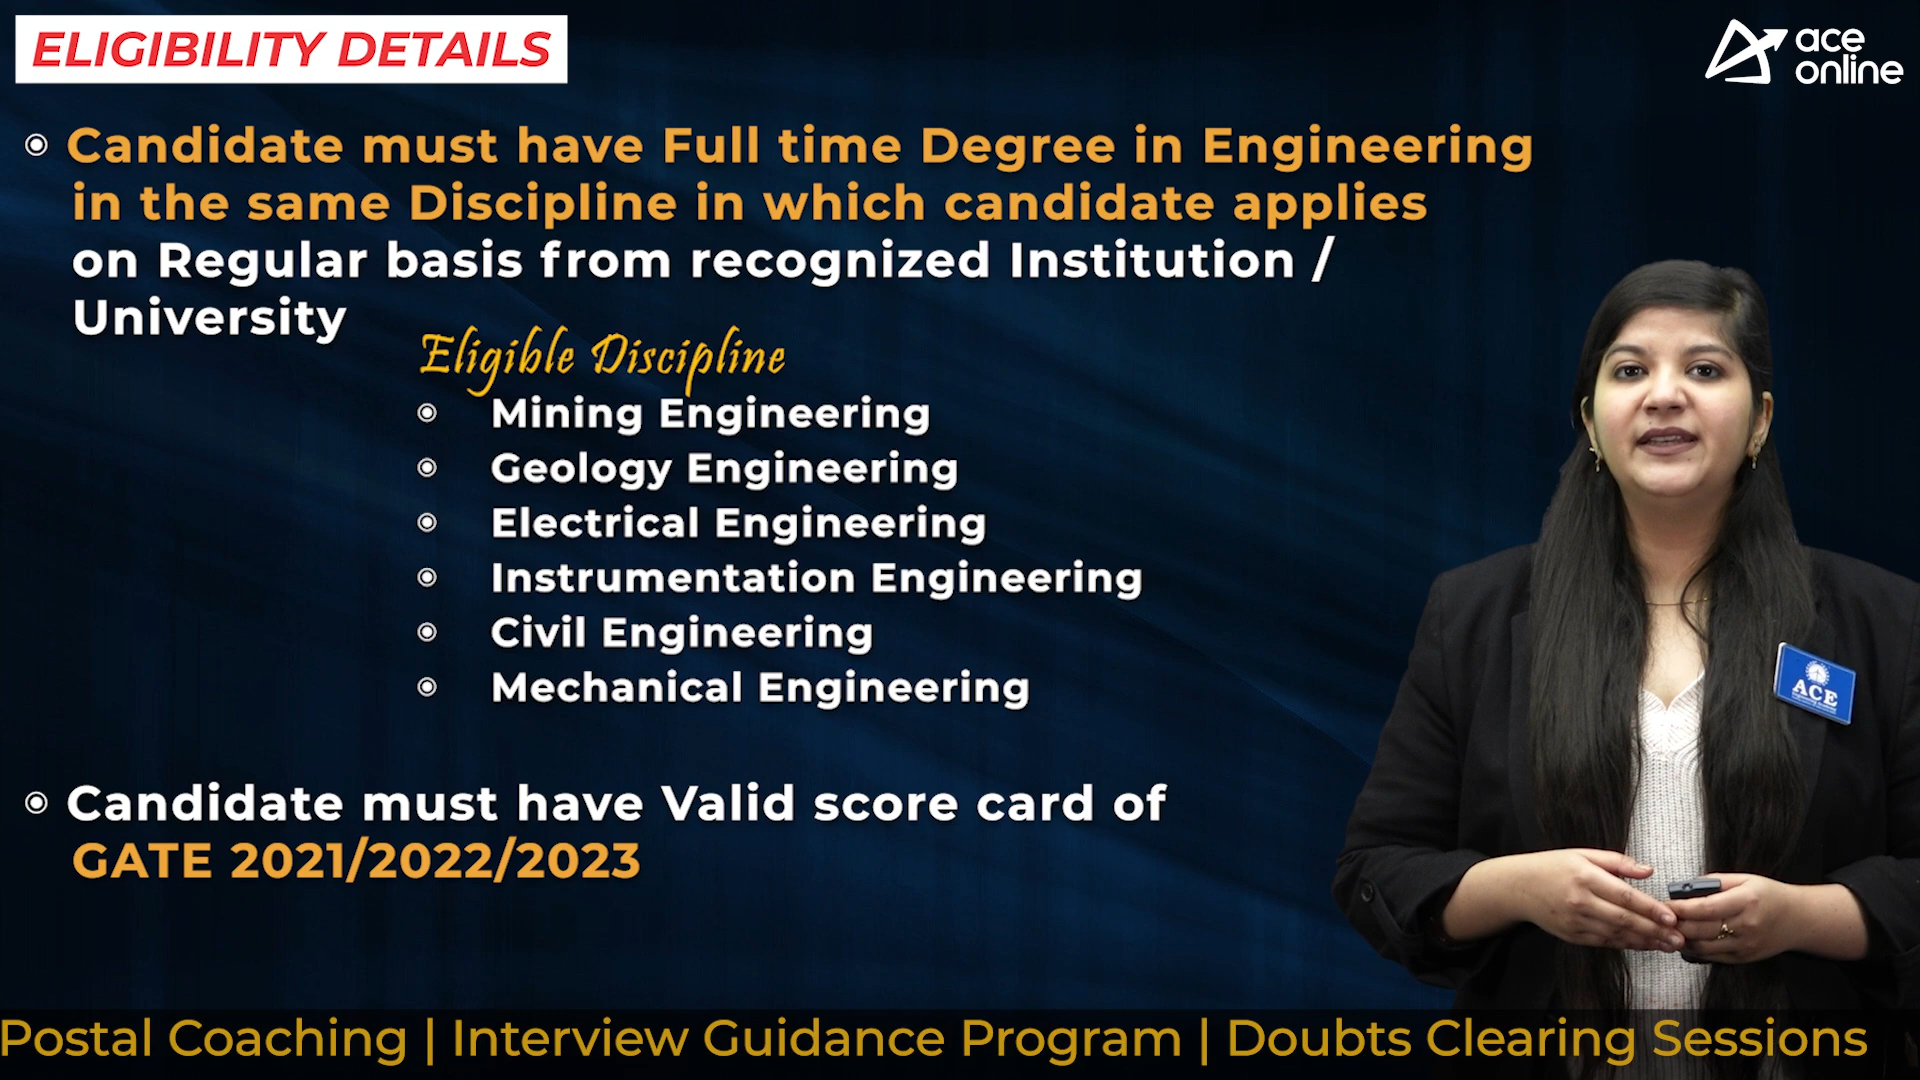 ELIGIBILITY DETAILS
ace
online
Candidate must have Full time Degree in Engineering
in the same Discipline in which candidate applies
on Regular basis from recognized Institution /
University
Eligible Discipline
Mining Engineering
Geology Engineering
Electrical Engineering
Instrumentation Engineering
Civil Engineering
Mechanical Engineering
ACE
Candidate must have Valid score card of
GATE 2021/2022/2023
Postal Coaching | Interview Guidance Program | Doubts Clearing Sessions